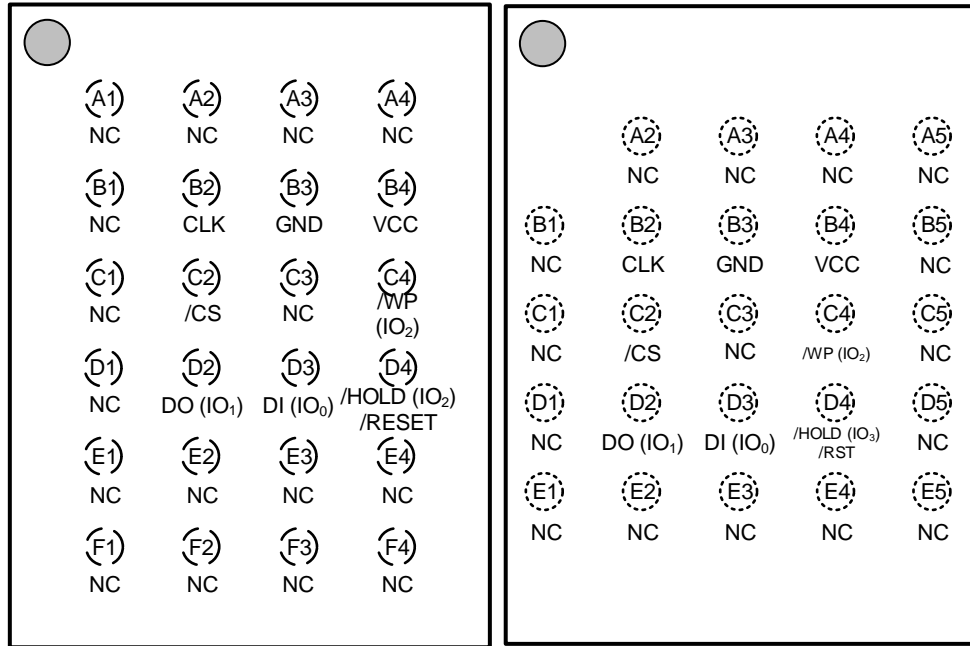 A1 A2 A3 A4
NC NC NC NC
B1 B2 B3 B4
NC CLK GND VCC
C1 C2 C3 C4
NC /CS NC /WP
(IO₂)
D1 D2 D3 D4
NC DO (IO₁) DI (IO₀) /HOLD (IO₂)
/RESET
E1 E2 E3 E4
NC NC NC NC
F1 F2 F3 F4
NC NC NC NC
A2 A3 A4 A5
NC NC NC NC
B1 B2 B3 B4 B5
NC CLK GND VCC NC
C1 C2 C3 C4 C5
NC /CS NC /WP (IO₂) NC
D1 D2 D3 D4 D5
NC DO (IO₁) DI (IO₀) /HOLD (IO₃) NC
/RST
E1 E2 E3 E4 E5
NC NC NC NC NC